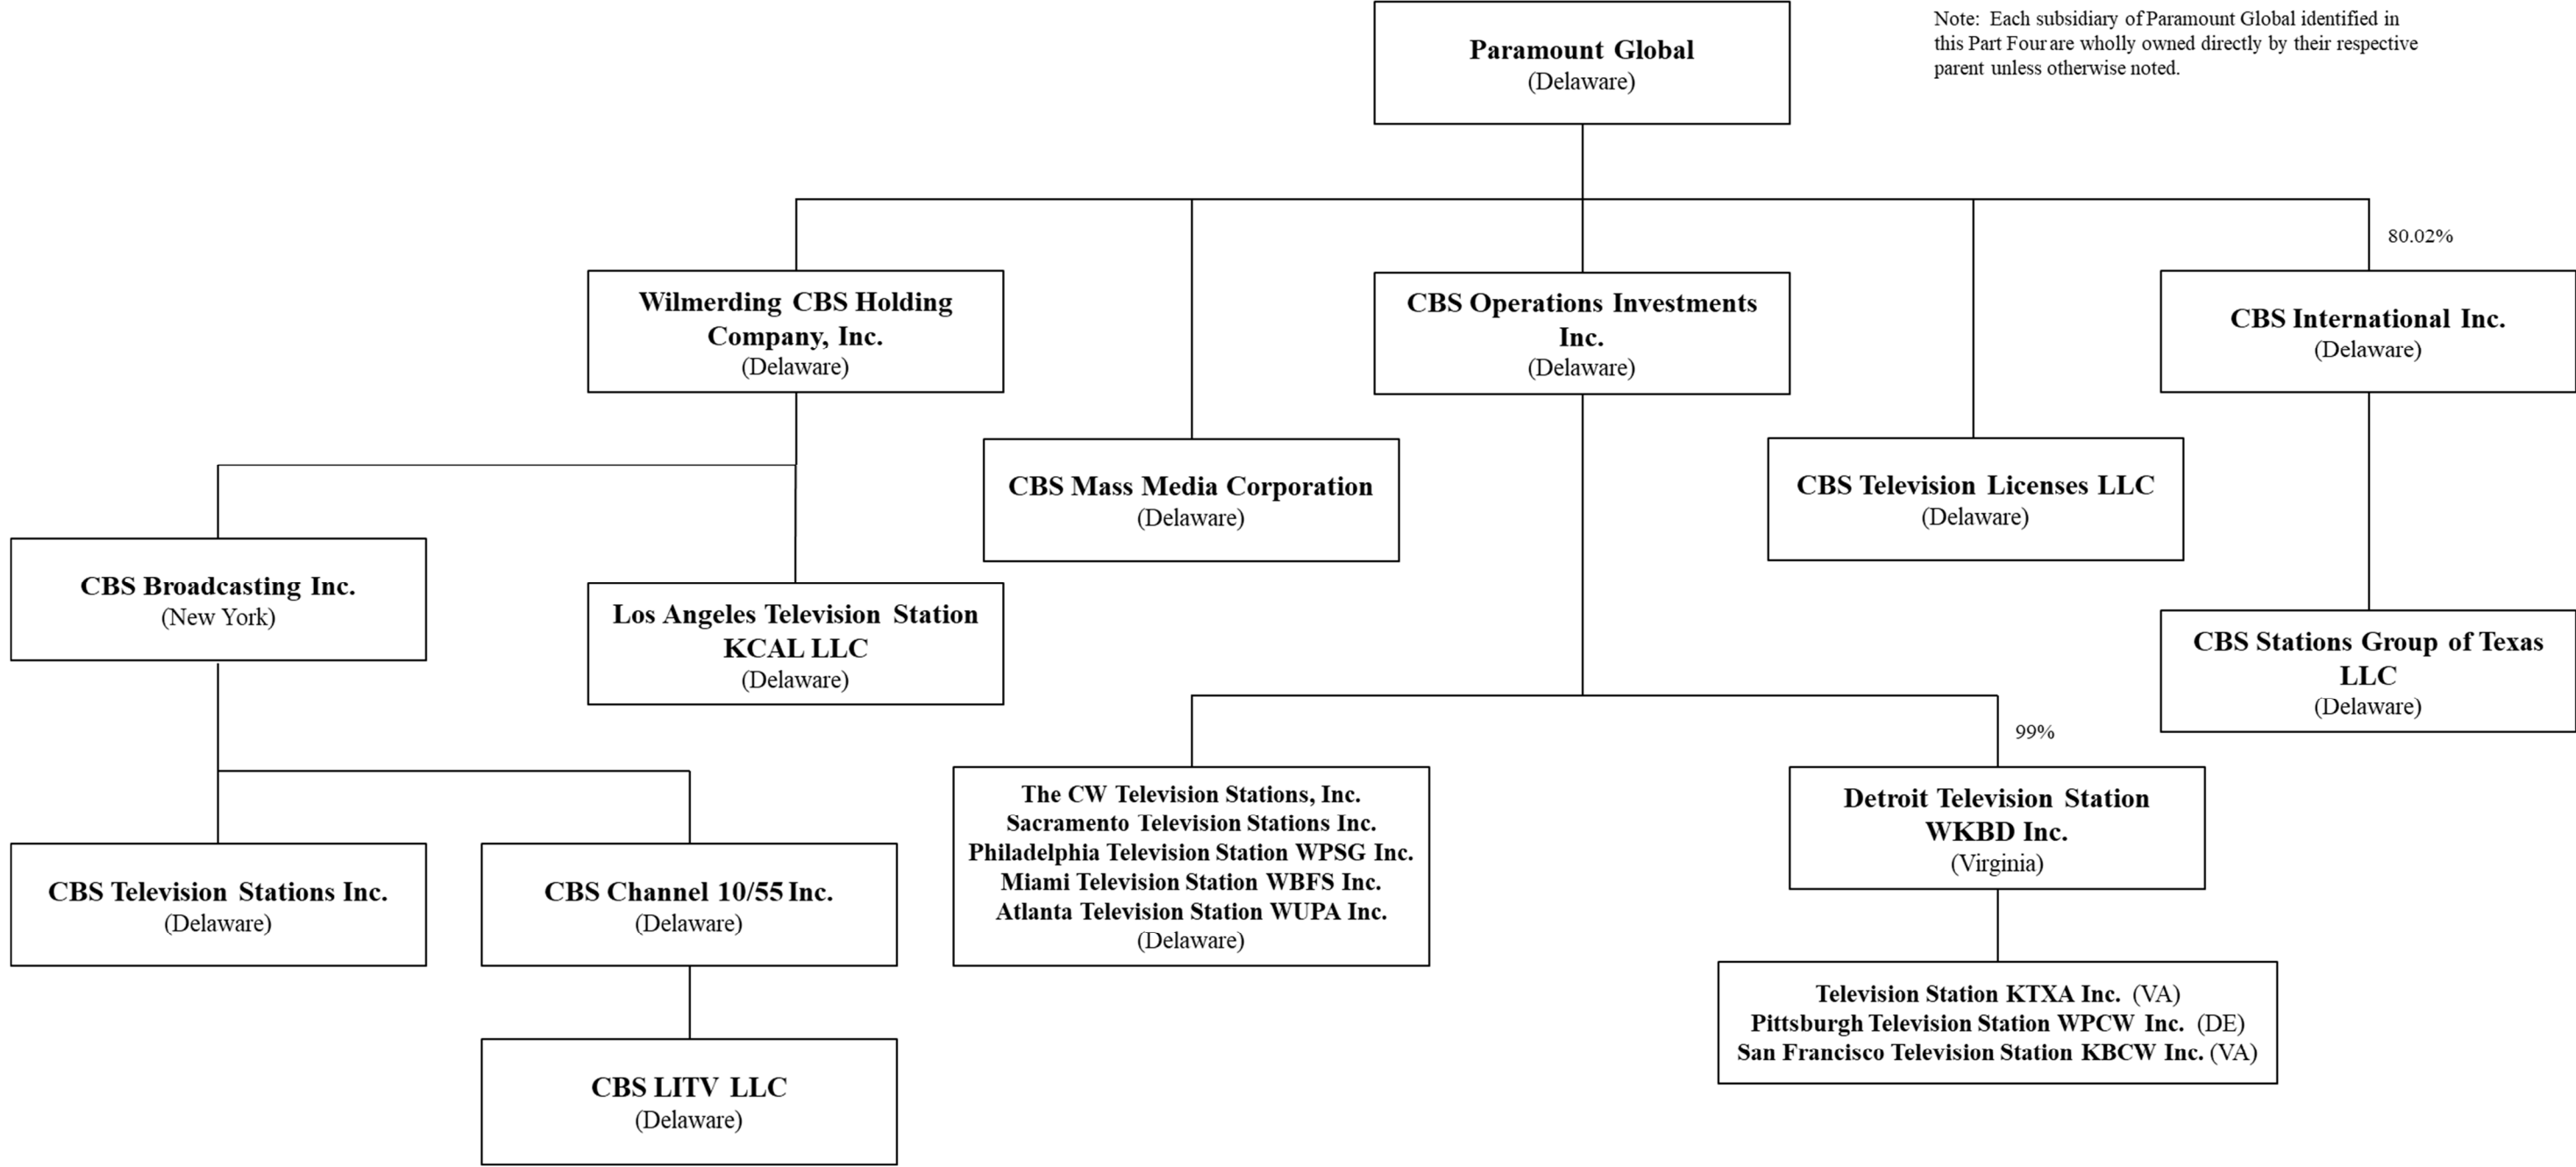 Paramount Global
(Delaware)
Note: Each subsidiary of Paramount Global identified in
this Part Four are wholly owned directly by their respective
parent unless otherwise noted.
80.02%
Wilmerding CBS Holding
Company, Inc.
(Delaware)
CBS Operations Investments
Inc.
(Delaware)
CBS International Inc.
(Delaware)
CBS Mass Media Corporation
(Delaware)
CBS Television Licenses LLC
(Delaware)
CBS Broadcasting Inc.
(New York)
Los Angeles Television Station
KCAL LLC
(Delaware)
CBS Stations Group of Texas
LLC
(Delaware)
99%
The CW Television Stations, Inc.
Sacramento Television Stations Inc.
Philadelphia Television Station WPSG Inc.
Miami Television Station WBFS Inc.
Atlanta Television Station WUPA Inc.
(Delaware)
Detroit Television Station
WKBD Inc.
(Virginia)
CBS Television Stations Inc.
(Delaware)
CBS Channel 10/55 Inc.
(Delaware)
Television Station KTXA Inc. (VA)
Pittsburgh Television Station WPCW Inc. (DE)
San Francisco Television Station KBCW Inc. (VA)
CBS LITV LLC
(Delaware)